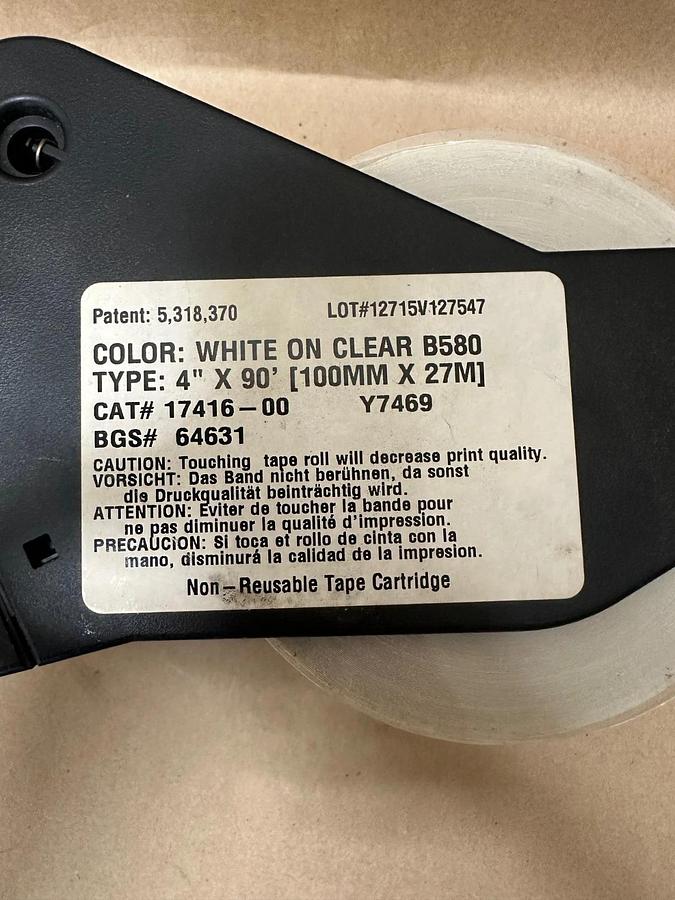 Patent: 5,318,370 LOT#12715V127547
COLOR: WHITE ON CLEAR B580
TYPE: 4" X 90' [100MM X 27M]
CAT# 17416-00 Y7469
BGS# 64631
CAUTION: Touching tape roll will decrease print quality.
VORSICHT: Das Band nicht berühnen, da sonst
die Druckqualität beinträchtig wird.
ATTENTION: Eviter de toucher la bande pour
ne pas diminuer la qualité d'impression.
PRECAUCION: Si toca et rollo de cinta con la
mano, disminurá la calidad de la impresion.
Non-Reusable Tape Cartridge